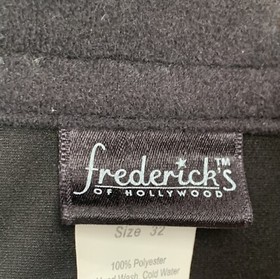 frederick's™
OF HOLLYWOOD
Size 32
100% Polyester
Hand Wash, Cold Water